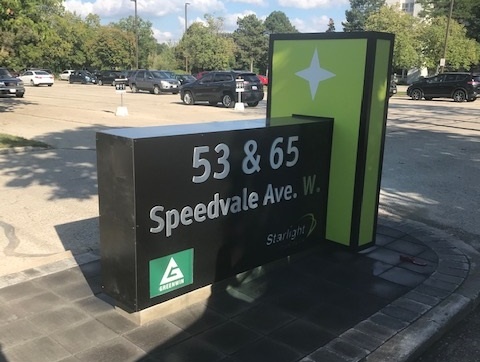 53 & 65
Speedvale Ave. W.
Starlight
GREENWIN